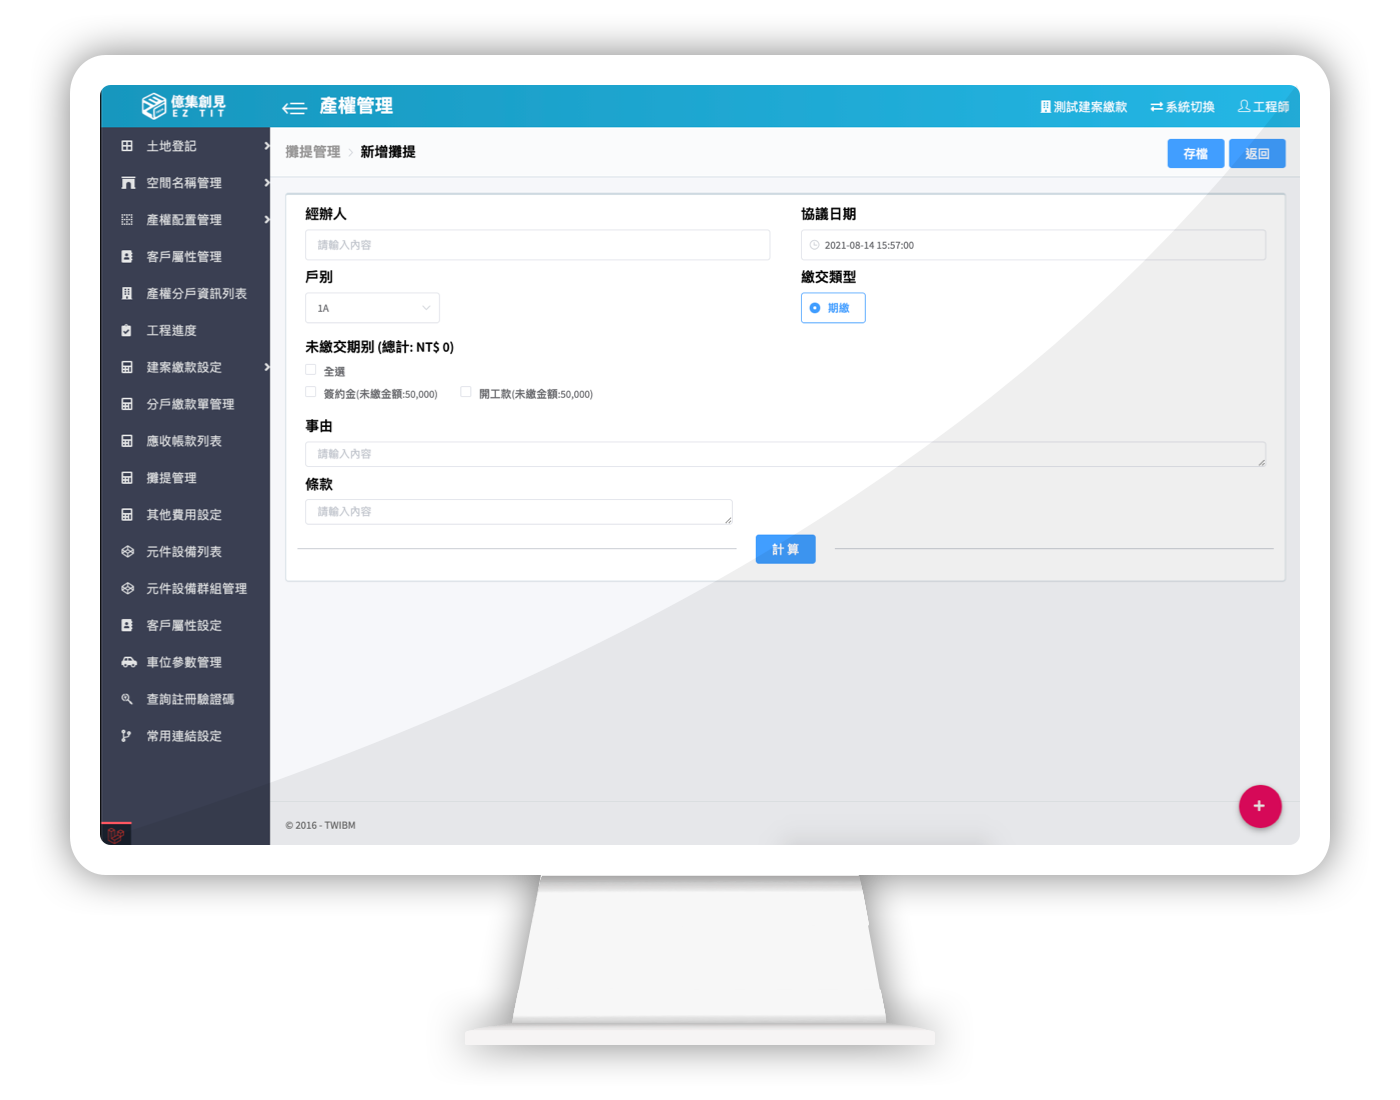 億集創見
EZ TIT
產權管理
測試建案繳款
系統切換
工程師
土地登記
空間名稱管理
產權配置管理
客戶屬性管理
產權分戶資訊列表
工程進度
建案繳款設定
分戶繳款單管理
應收帳款列表
攤提管理
其他費用設定
元件設備列表
元件設備群組管理
客戶屬性設定
車位參數管理
查詢註冊驗證碼
常用連結設定
攤提管理 > 新增攤提
存檔
返回
經辦人
請輸入內容
協議日期
2021-08-14 15:57:00
戶別
1A
繳交類型
期繳
未繳交期別 (總計: NT$ 0)
全選
簽約金(未繳金額:50,000)
開工款(未繳金額:50,000)
事由
請輸入內容
條款
請輸入內容
計算
+
© 2016 - TWIBM